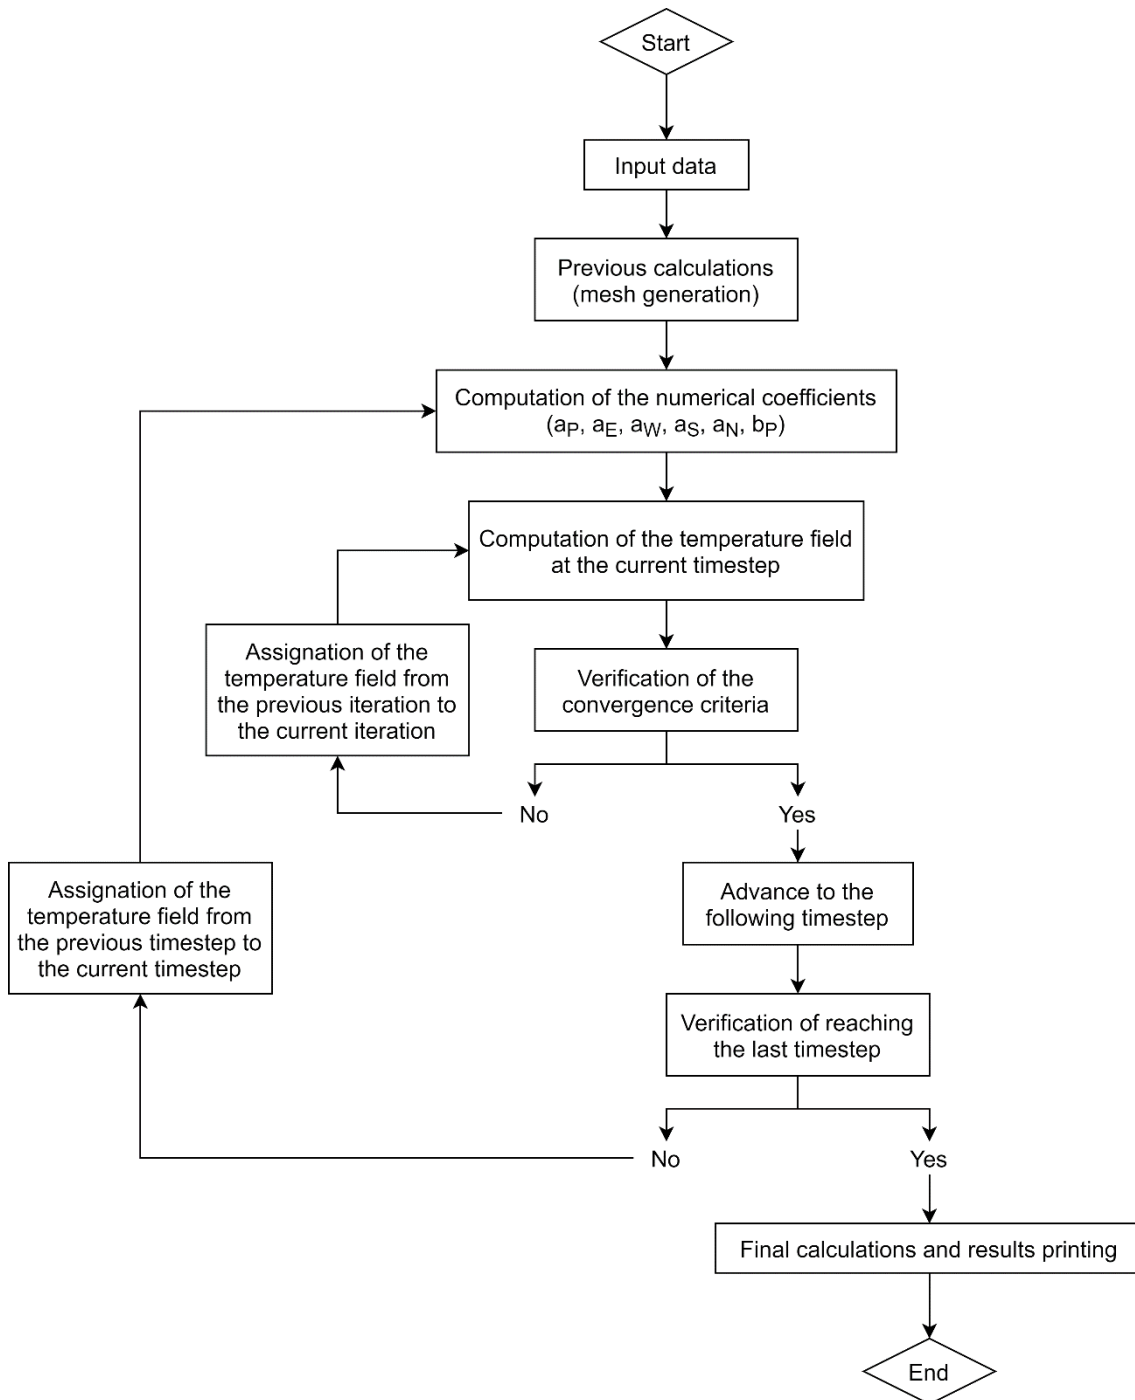 Start
Input data
Previous calculations
(mesh generation)
Computation of the numerical coefficients
(aP, aE, aW, aS, aN, bP)
Computation of the temperature field
at the current timestep
Assignation of the
temperature field from
the previous iteration to
the current iteration
Verification of the
convergence criteria
No
Yes
Assignation of the
temperature field from
the previous timestep to
the current timestep
Advance to the
following timestep
Verification of reaching
the last timestep
No
Yes
Final calculations and results printing
End